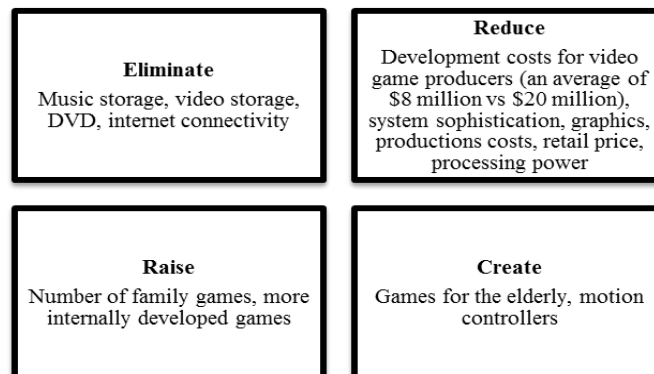 Eliminate
Music storage, video storage,
DVD, internet connectivity
Reduce
Development costs for video
game producers (an average of
$8 million vs $20 million),
system sophistication, graphics,
productions costs, retail price,
processing power
Raise
Number of family games, more
internally developed games
Create
Games for the elderly, motion
controllers